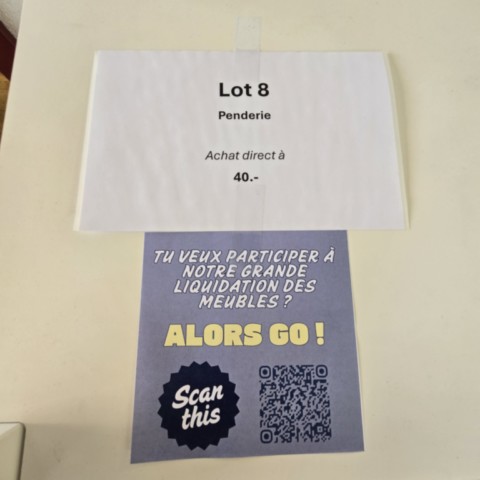 Lot 8
Penderie
Achat direct à
40.-
TU VEUX PARTICIPER À
NOTRE GRANDE
LIQUIDATION DES
MEUBLES ?
ALORS GO !
Scan
this